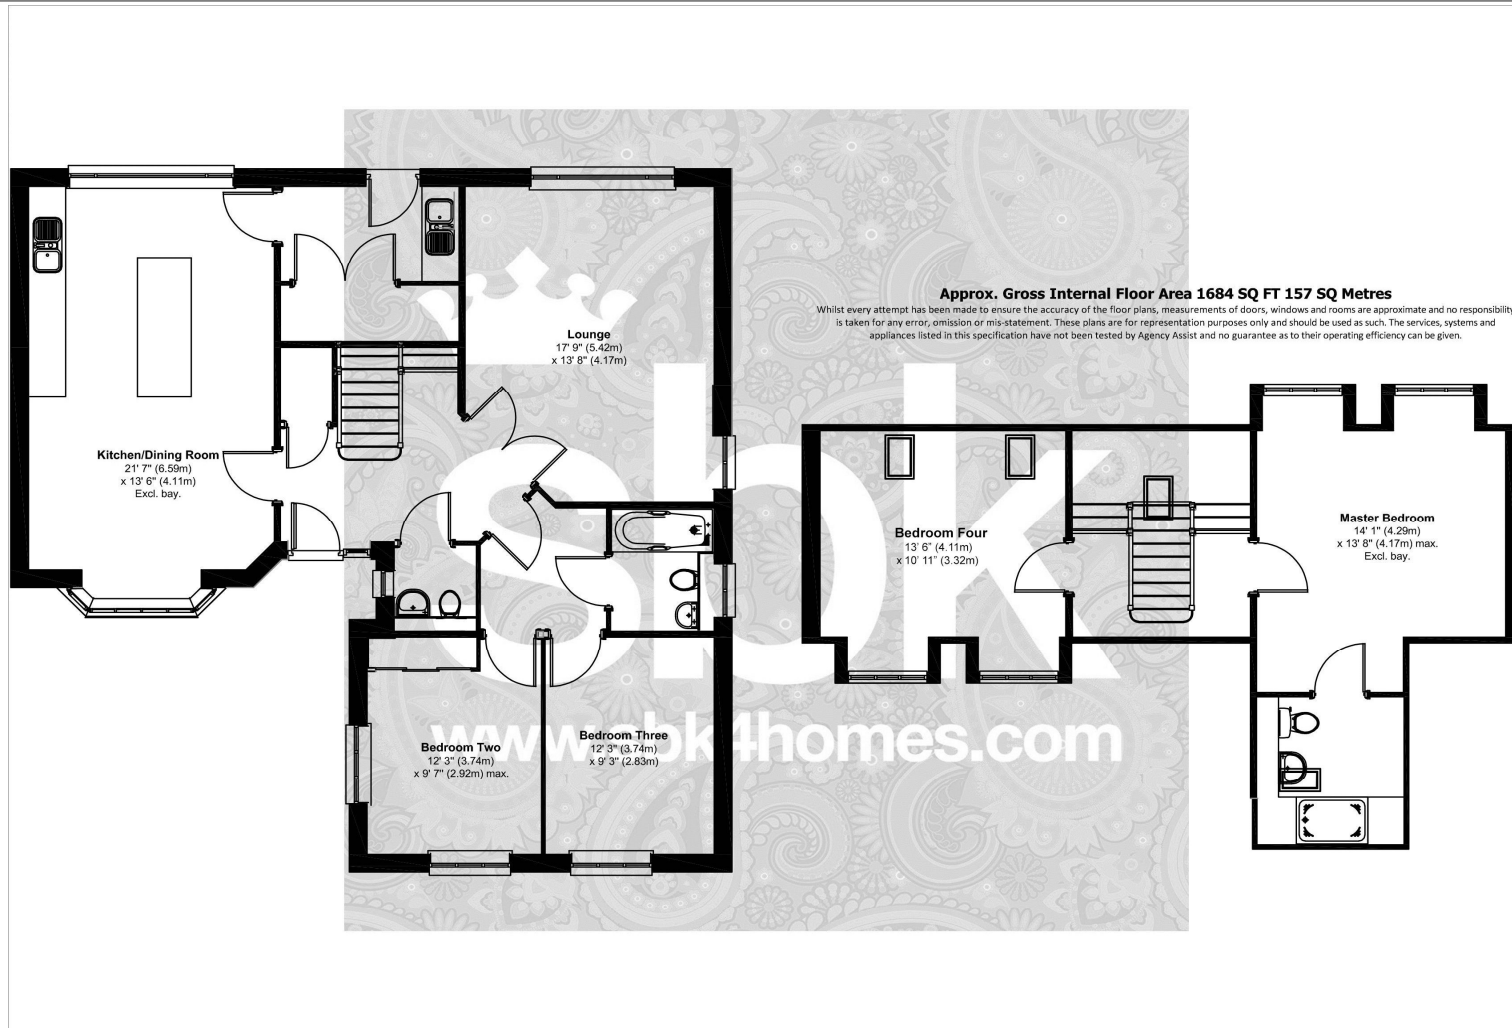 Approx. Gross Internal Floor Area 1684 SQ FT 157 SQ Metres
Whilst every attempt has been made to ensure the accuracy of the floor plans, measurements of doors, windows and rooms are approximate and no responsibility
is taken for any error, omission or mis-statement. These plans are for representation purposes only and should be used as such. The services, systems and
appliances listed in this specification have not been tested by Agency Assist and no guarantee as to their operating efficiency can be given.
Lounge
17' 9" (5.42m)
x 13' 8" (4.17m)
Kitchen/Dining Room
21' 7" (6.59m)
x 13' 6" (4.11m)
Excl. bay.
Bedroom Four
13' 6" (4.11m)
x 10' 11" (3.32m)
Master Bedroom
14' 1" (4.29m)
x 13' 8" (4.17m) max.
Excl. bay.
Bedroom Two
12' 3" (3.74m)
x 9' 7" (2.92m) max.
Bedroom Three
12' 3" (3.74m)
x 9' 3" (2.83m)
sbk
www.sbk4homes.com